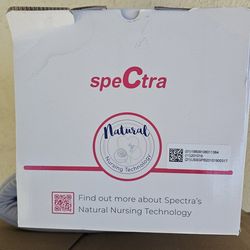 speCtra
Natural
Nursing Technology
Find out more about Spectra's
Natural Nursing Technology